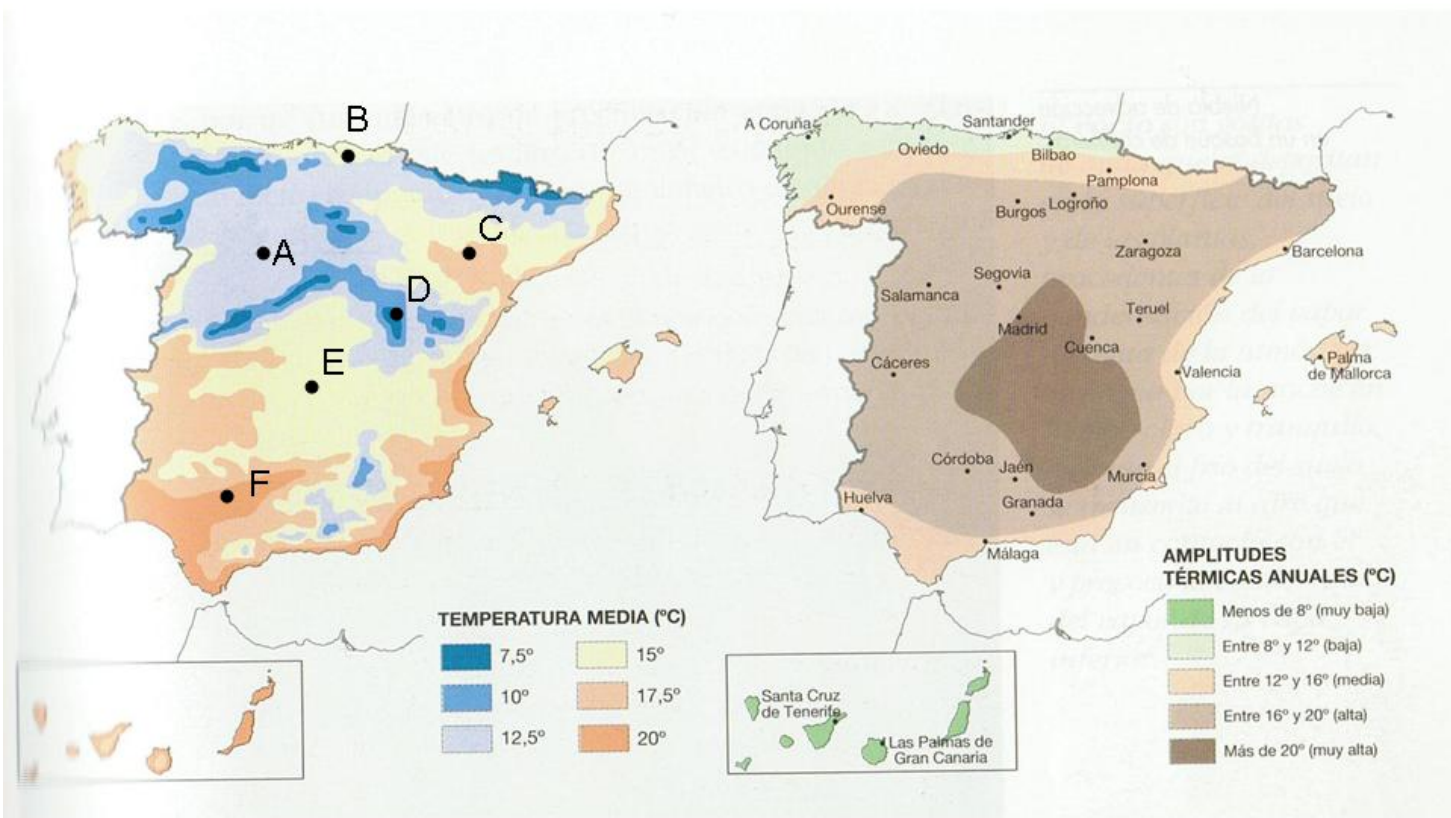 B
A
C
D
E
F
TEMPERATURA MEDIA (ºC)
7,5º
10º
12,5º
15º
17,5º
20º
A Coruña
Oviedo
Santander
Bilbao
Pamplona
Ourense
Burgos
Logroño
Zaragoza
Barcelona
Salamanca
Segovia
Madrid
Teruel
Cuenca
Cáceres
Valencia
Palma
de Mallorca
Córdoba
Jaén
Murcia
Huelva
Granada
Málaga
Santa Cruz
de Tenerife
Las Palmas de
Gran Canaria
AMPLITUDES
TÉRMICAS ANUALES (ºC)
Menos de 8º (muy baja)
Entre 8º y 12º (baja)
Entre 12º y 16º (media)
Entre 16º y 20º (alta)
Más de 20º (muy alta)